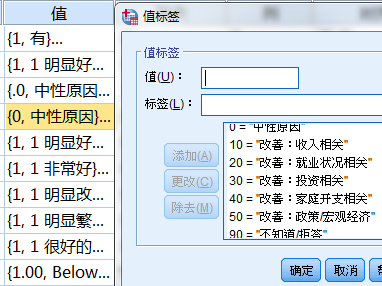 值
{1, 有}...
{1, 1 明显好...
{.0, 中性原因...
{0, 中性原因}...
{1, 1 明显好...
{1, 1 非常好}...
{1, 1 明显改...
{1, 1 明显繁...
{1, 1 很好的...
{1.00, Below...
值标签
值标签
值(U)：
标签(L)：
添加(A)
更改(C)
除去(M)
0 = "中性原因"
10 = "改善：收入相关"
20 = "改善：就业状况相关"
30 = "改善：投资相关"
40 = "改善：家庭开支相关"
50 = "改善：政策/宏观经济"
90 = "不知道/拒答"
确定
取消